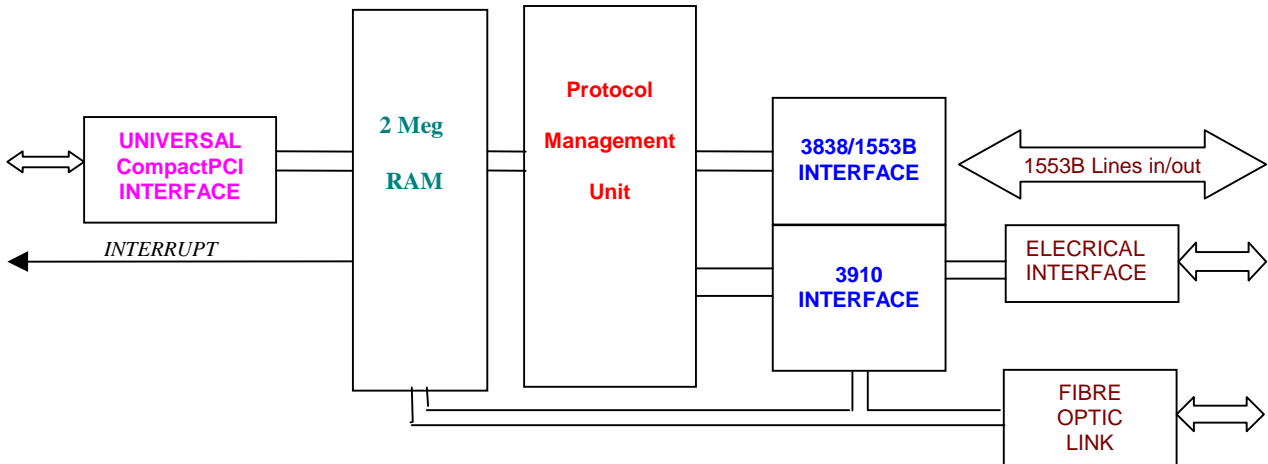 UNIVERSAL
CompactPCI
INTERFACE
INTERRUPT
2 Meg
RAM
Protocol
Management
Unit
3838/1553B
INTERFACE
3910
INTERFACE
1553B Lines in/out
ELECRICAL
INTERFACE
FIBRE
OPTIC
LINK